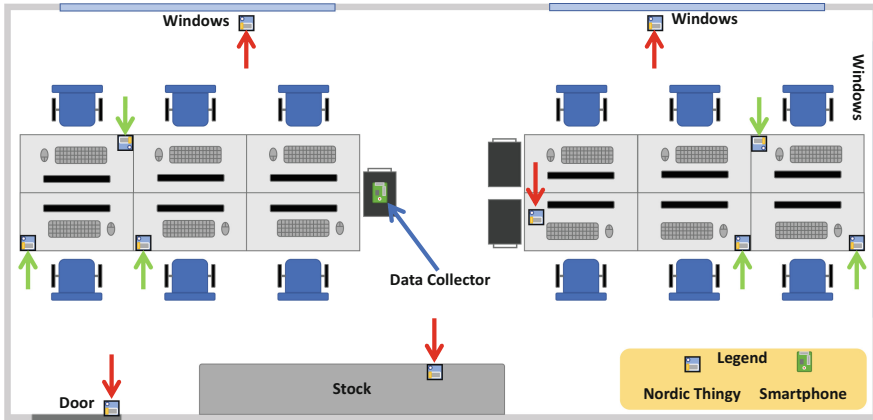 Windows
Windows
Windows
Data Collector
Stock
Door
Legend
Nordic Thingy
Smartphone